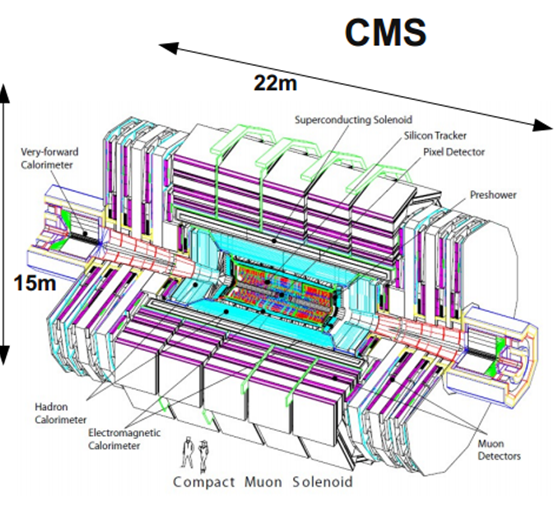 CMS
22m
Superconducting Solenoid
Silicon Tracker
Pixel Detector
Very-forward
Calorimeter
Preshower
15m
Hadron
Calorimeter
Electromagnetic
Calorimeter
Muon
Detectors
Compact Muon Solenoid